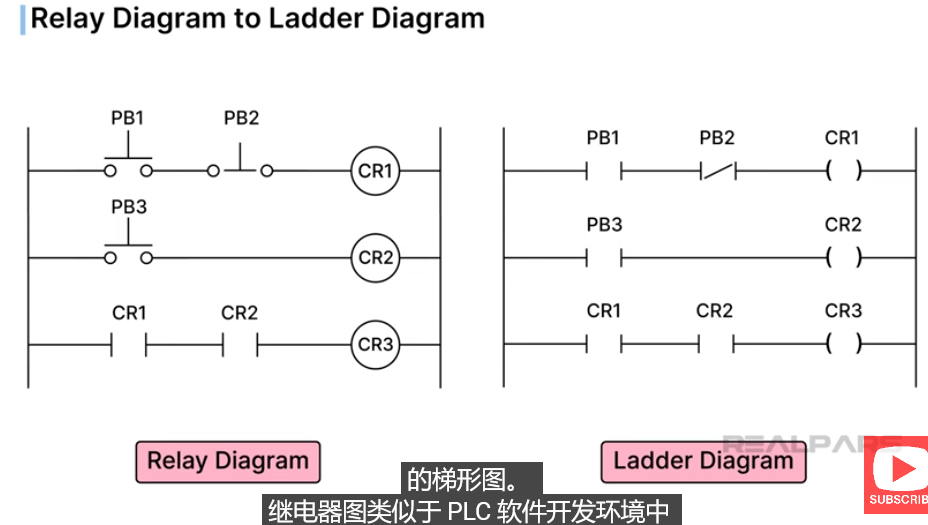 Relay Diagram to Ladder Diagram
PB1 PB2
CR1
PB3
CR2
CR1 CR2
CR3
Relay Diagram
PB1 PB2 CR1
PB3 CR2
CR1 CR2 CR3
Ladder Diagram
REALPARS
SUBSCRIB
的梯形图。
继电器图类似于 PLC 软件开发环境中